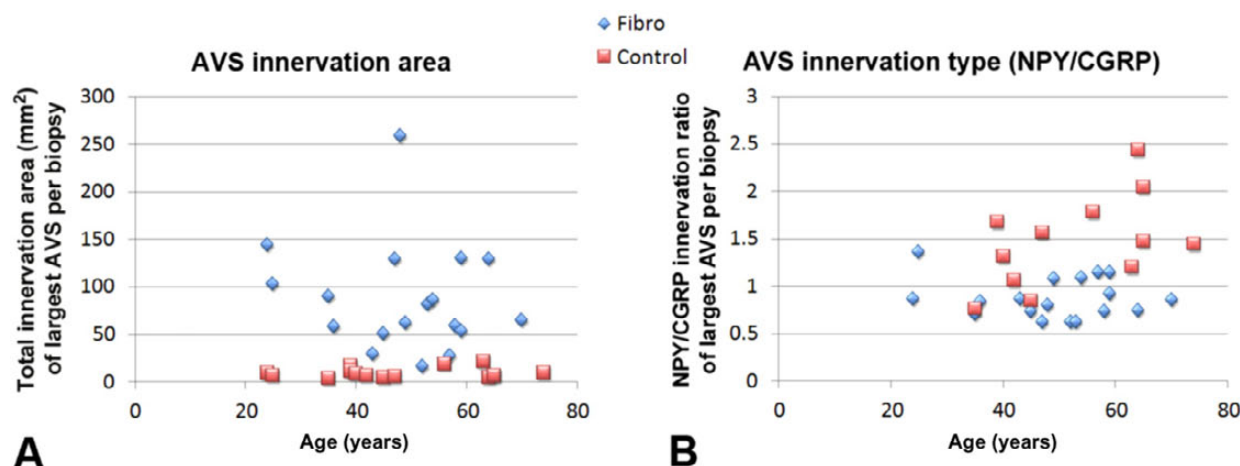 Fibro
Control
AVS innervation area
Total innervation area (mm²)
of largest AVS per biopsy
300
250
200
150
100
50
0
0 20 40 60 80
Age (years)
A
AVS innervation type (NPY/CGRP)
NPY/CGRP innervation ratio
of largest AVS per biopsy
3
2.5
2
1.5
1
0.5
0
0 20 40 60 80
Age (years)
B